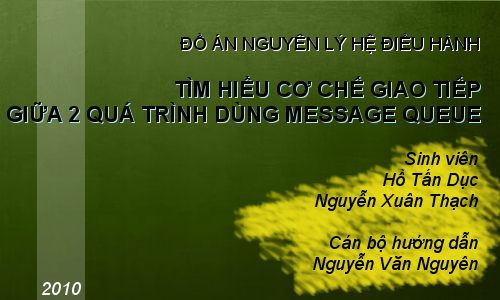 ĐỒ ÁN NGUYÊN LÝ HỆ ĐIỀU HÀNH
TÌM HIỂU CƠ CHẾ GIAO TIẾP
GIỮA 2 QUÁ TRÌNH DÙNG MESSAGE QUEUE
Sinh viên
Hồ Tấn Dục
Nguyễn Xuân Thạch
Cán bộ hướng dẫn
Nguyễn Văn Nguyên
2010